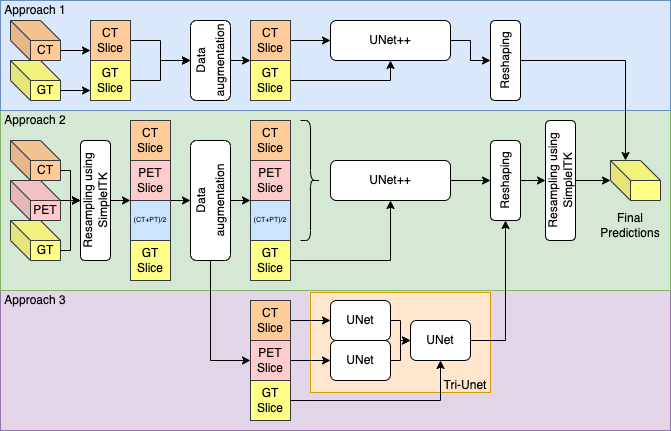 Approach 1
CT
GT
CT
Slice
GT
Slice
Data
augmentation
CT
Slice
GT
Slice
UNet++
Reshaping
Approach 2
CT
PET
GT
Resampling using
SimpleITK
CT
Slice
PET
Slice
(CT+PT)/2
GT
Slice
Data
augmentation
CT
Slice
PET
Slice
(CT+PT)/2
GT
Slice
UNet++
Reshaping
Resampling using
SimpleITK
Final
Predictions
Approach 3
CT
Slice
PET
Slice
GT
Slice
UNet
UNet
UNet
Tri-Unet